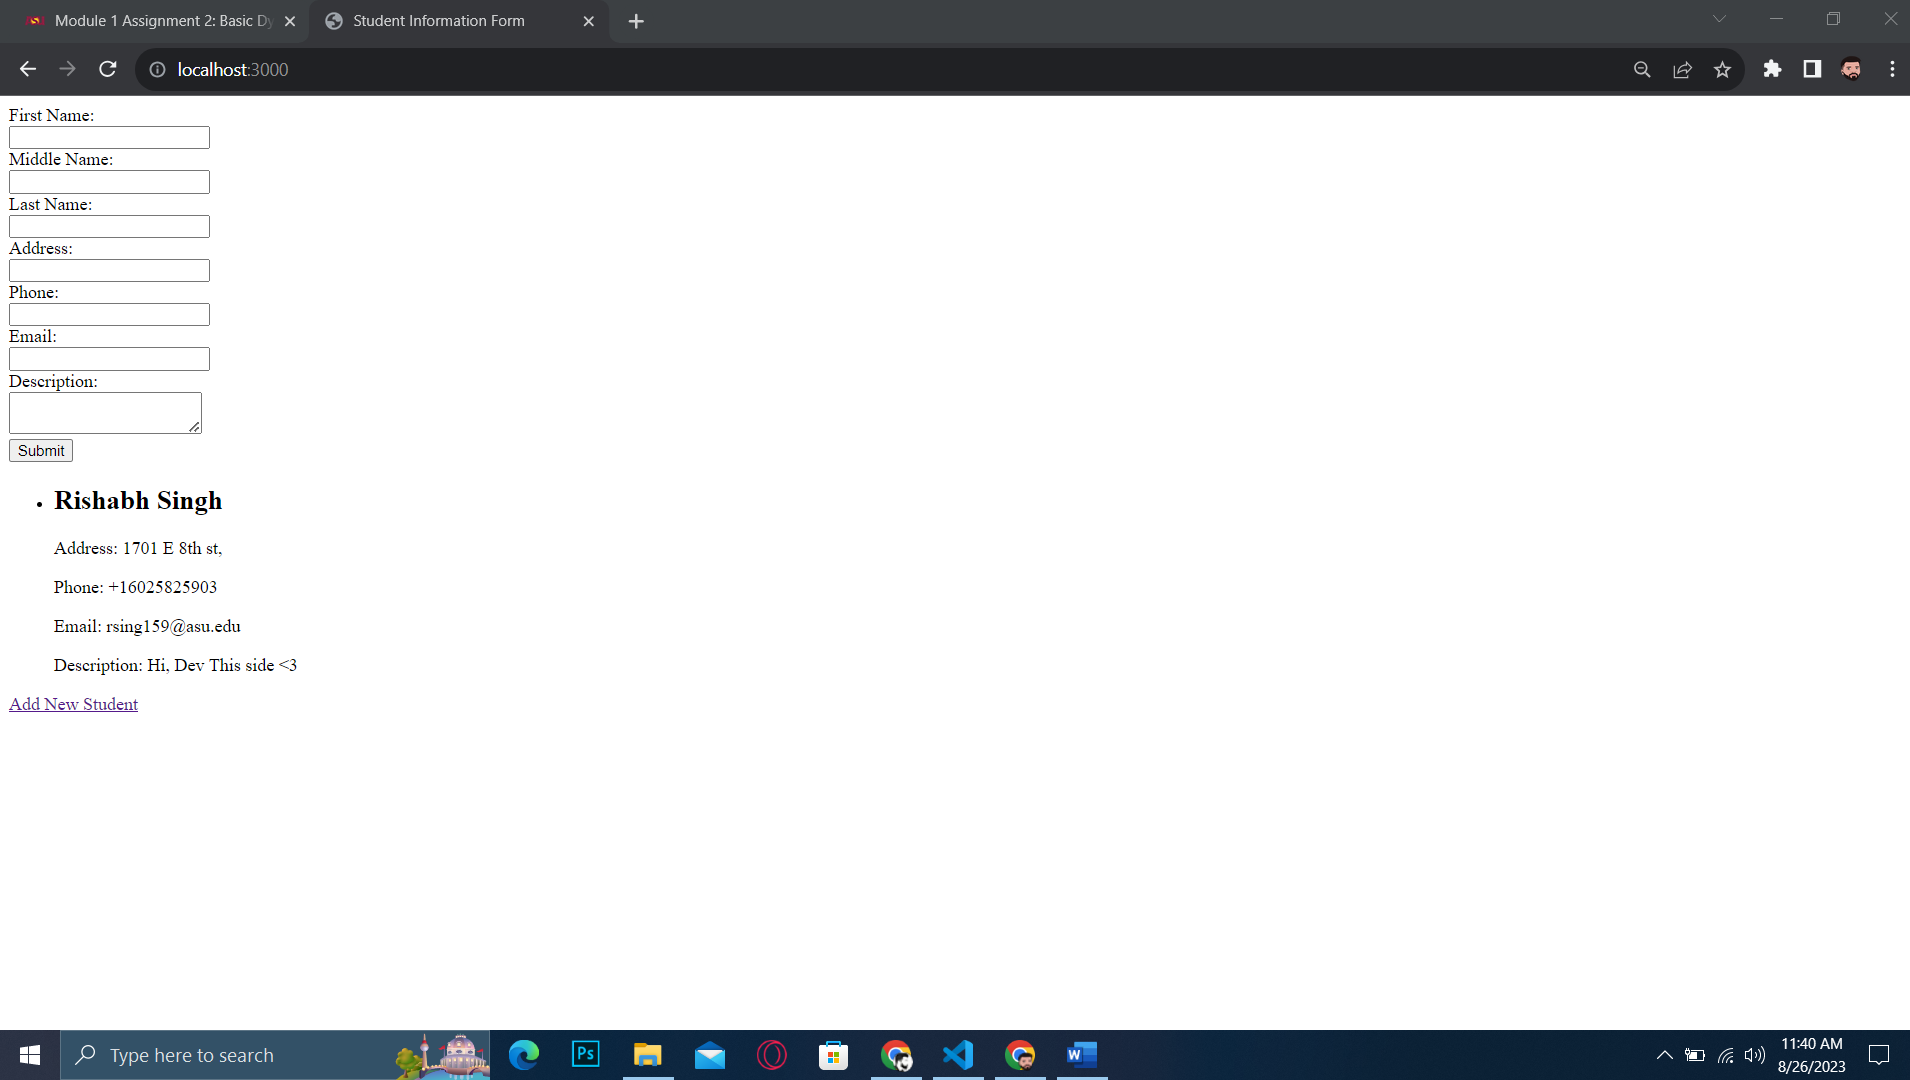 Module 1 Assignment 2: Basic Dy
Student Information Form
localhost:3000
First Name:
Middle Name:
Last Name:
Address:
Phone:
Email:
Description:
Submit
Rishabh Singh
Address: 1701 E 8th st,
Phone: +16025825903
Email: rsing159@asu.edu
Description: Hi, Dev This side <3
Add New Student
Type here to search
Ps
W
11:40 AM
8/26/2023